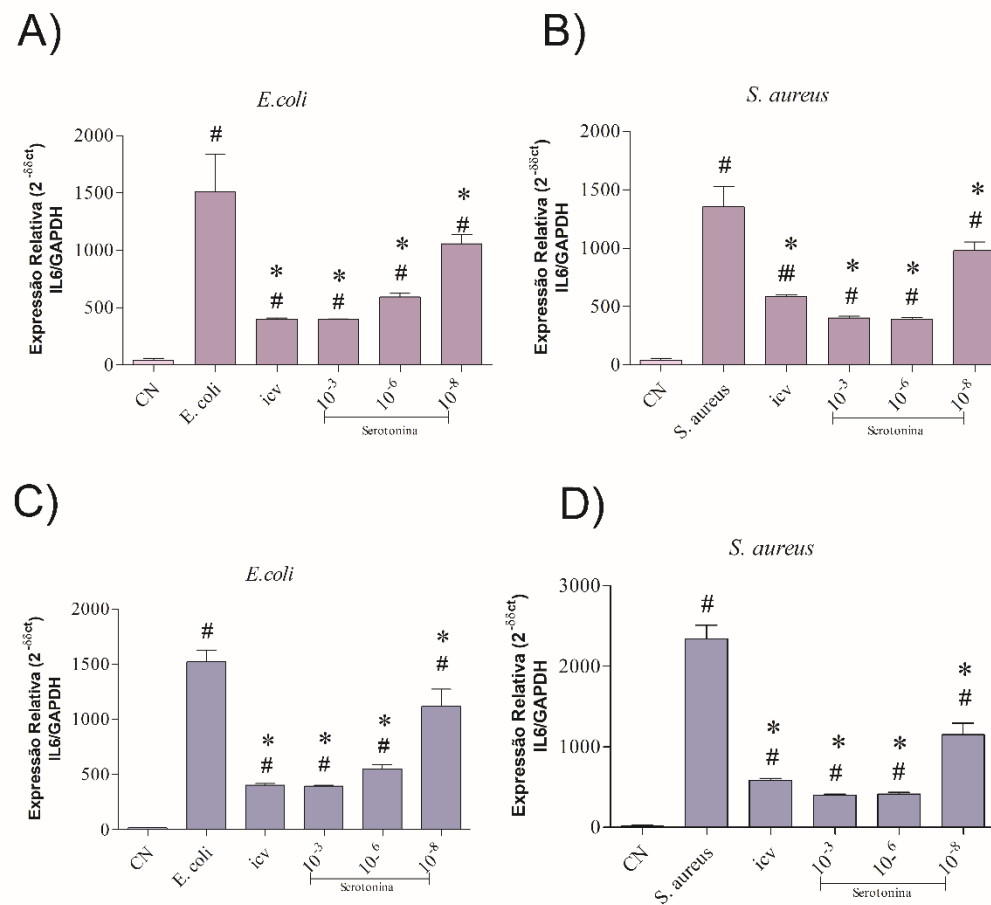 A)
E.coli
Expressão Relativa (2^-δδct)
IL6/GAPDH
2000
1500
1000
500
0
#
*
#
*
#
*
#
*
#
CN
E. coli
icv
10^-3
10^-6
10^-8
Serotonina
B)
S. aureus
Expressão Relativa (2^-δδct)
IL6/GAPDH
2000
1500
1000
500
0
#
*
#
*
#
*
#
*
#
CN
S. aureus
icv
10^-3
10^-6
10^-8
Serotonina
C)
E.coli
Expressão Relativa (2^-δδct)
IL6/GAPDH
2000
1500
1000
500
0
#
*
#
*
#
*
#
*
#
CN
E. coli
icv
10^-3
10-^6
10^-8
Serotonina
D)
S. aureus
Expressão Relativa (2^-δδct)
IL6/GAPDH
3000
2000
1000
0
#
*
#
*
#
*
#
*
#
CN
S. aureus
icv
10^-3
10-^6
10^-8
Serotonina